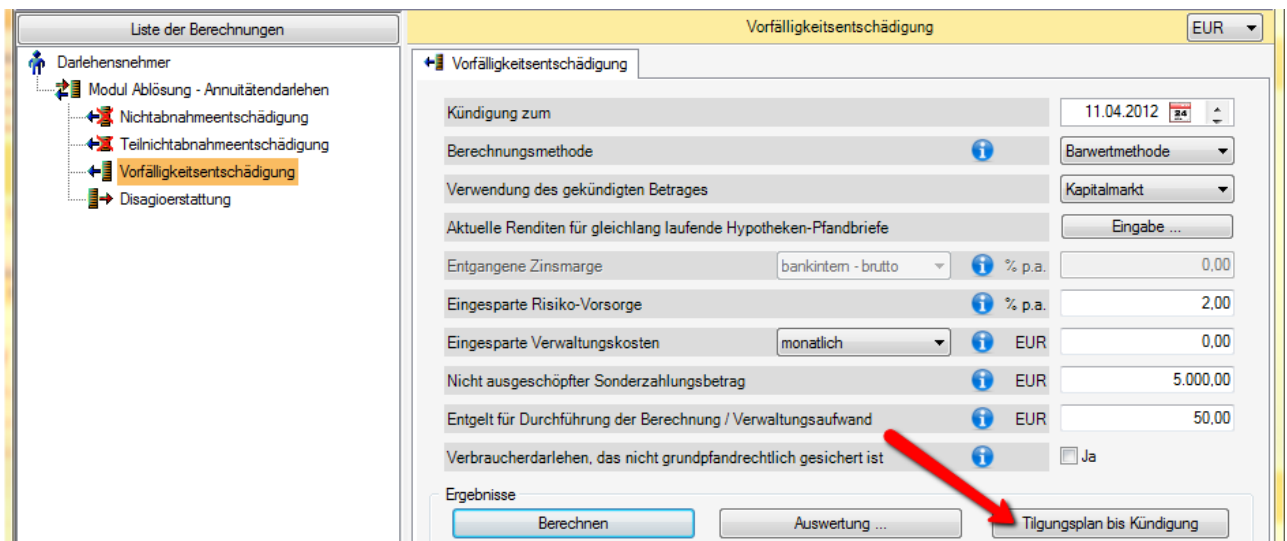 Liste der Berechnungen
Vorfälligkeitsentschädigung
EUR
Darlehensnehmer
Modul Ablösung - Annuitätendarlehen
Nichtabnahmeentschädigung
Teilnichtabnahmeentschädigung
Vorfälligkeitsentschädigung
Disagioerstattung
Vorfälligkeitsentschädigung
Kündigung zum 11.04.2012 24
Berechnungsmethode Barwertmethode
Verwendung des gekündigten Betrages Kapitalmarkt
Aktuelle Renditen für gleichlang laufende Hypotheken-Pfandbriefe Eingabe ...
Entgangene Zinsmarge bankintern - brutto % p.a. 0,00
Eingesparte Risiko-Vorsorge % p.a. 2,00
Eingesparte Verwaltungskosten monatlich EUR 0,00
Nicht ausgeschöpfter Sonderzahlungsbetrag EUR 5.000,00
Entgelt für Durchführung der Berechnung / Verwaltungsaufwand EUR 50,00
Verbraucherdarlehen, das nicht grundpfandrechtlich gesichert ist Ja
Ergebnisse
Berechnen Auswertung ... Tilgungsplan bis Kündigung